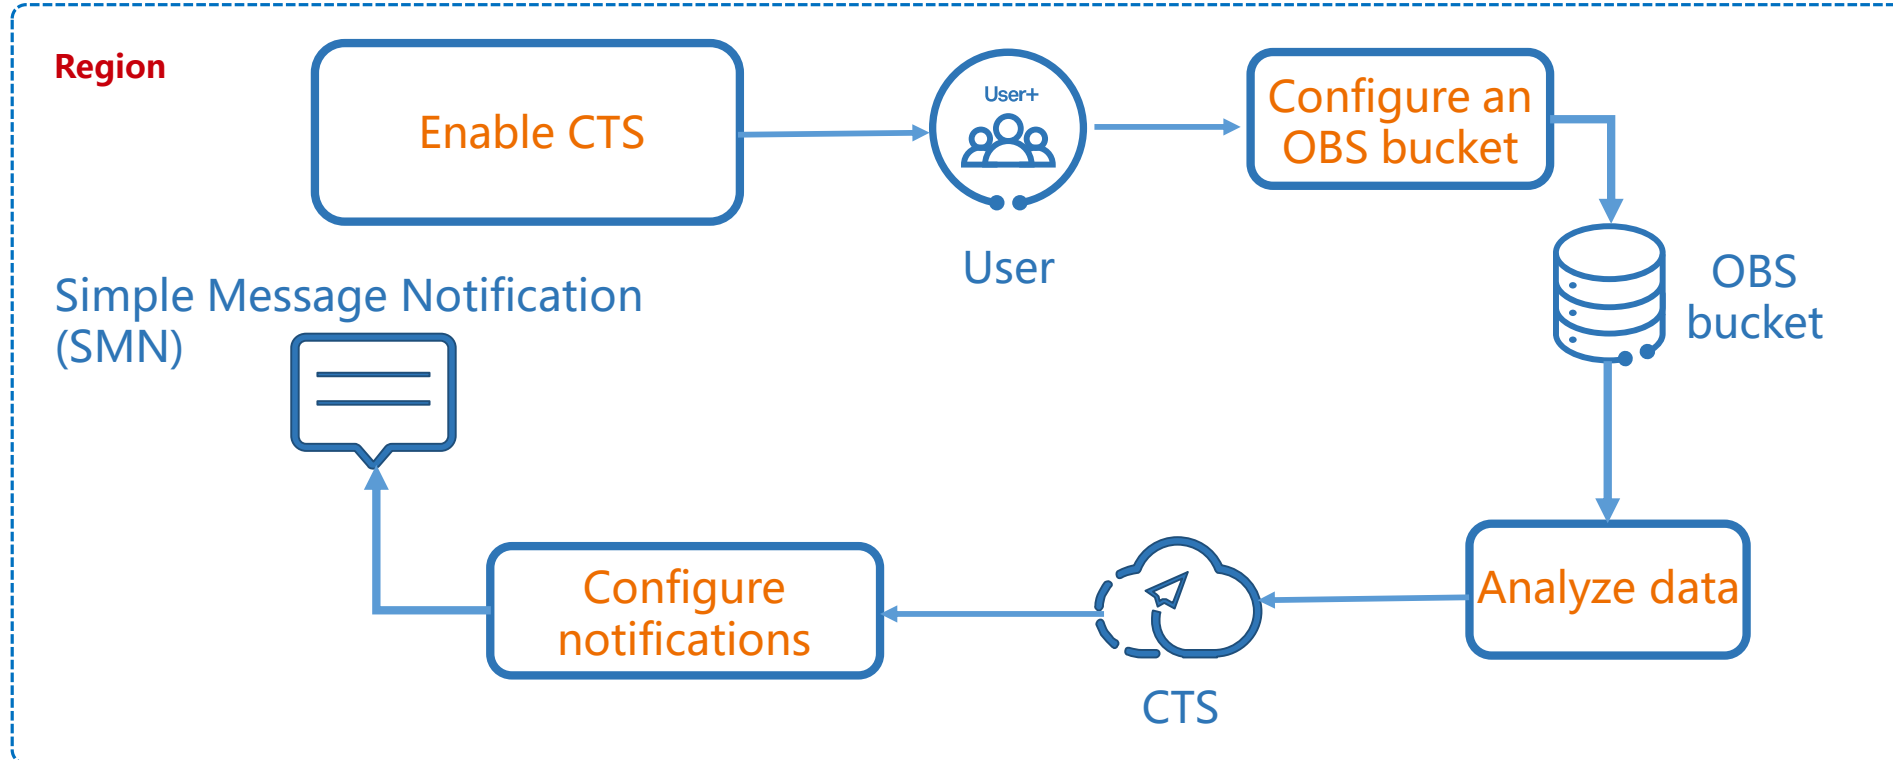 Region
Enable CTS
User+
User
Configure an
OBS bucket
OBS
bucket
Simple Message Notification
(SMN)
Configure
notifications
CTS
Analyze data